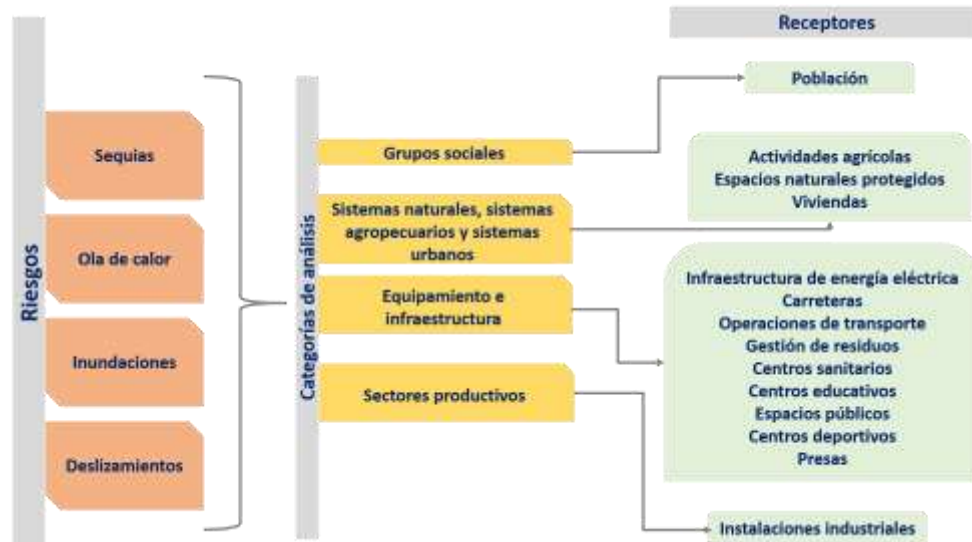 Receptores
Riesgos
Sequias
Ola de calor
Inundaciones
Deslizamientos
Categorías de análisis
Grupos sociales
Sistemas naturales, sistemas
agropecuarios y sistemas
urbanos
Equipamiento e
infraestructura
Sectores productivos
Población
Actividades agrícolas
Espacios naturales protegidos
Viviendas
Infraestructura de energía eléctrica
Carreteras
Operaciones de transporte
Gestión de residuos
Centros sanitarios
Centros educativos
Espacios públicos
Centros deportivos
Presas
Instalaciones industriales